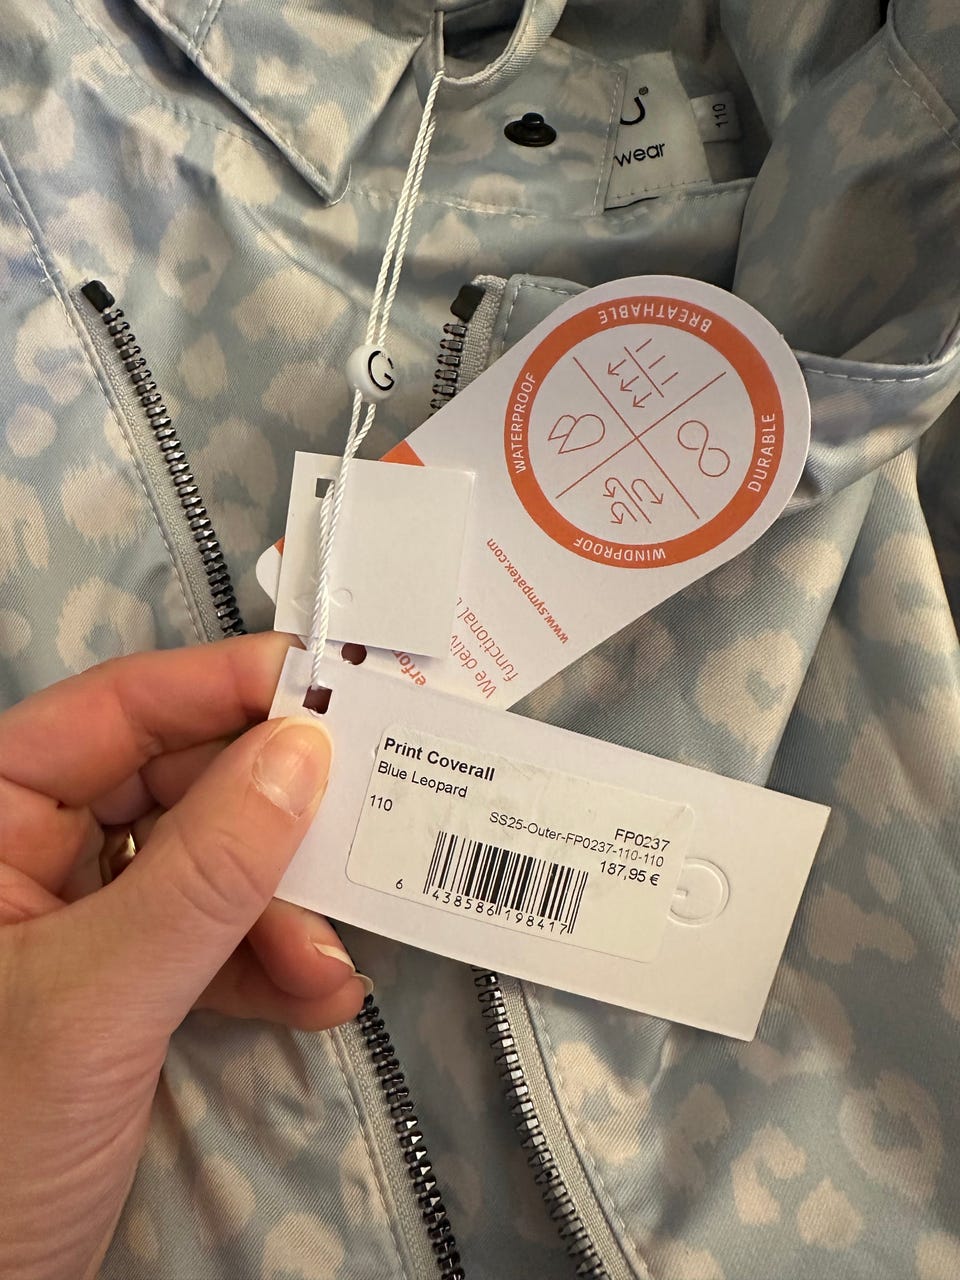 110
wear
G
BREATHABLE
WATERPROOF
DURABLE
WINDPROOF
www.sympatex.com
We deliv
functional
erfor
Print Coverall
Blue Leopard
110
FP0237
SS25-Outer-FP0237-110-110
187,95 €
6 438586 198417